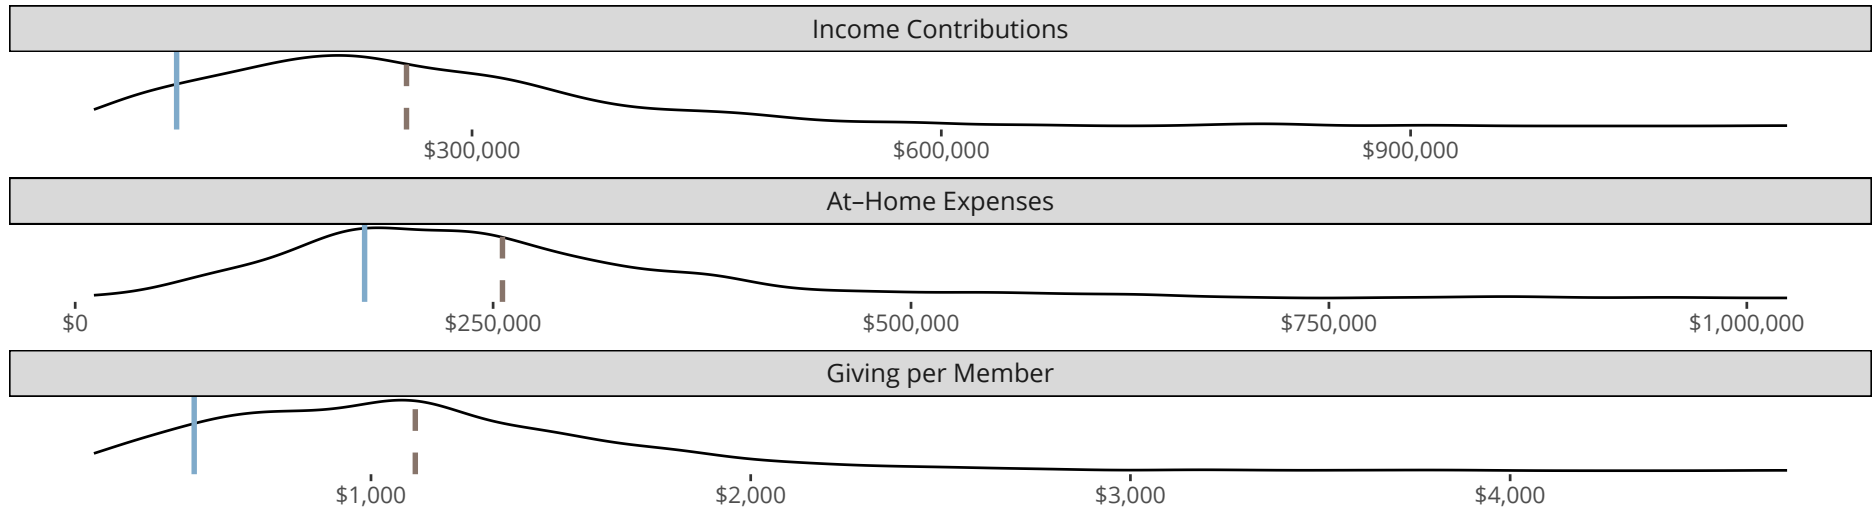 Income Contributions
$300,000 $600,000 $900,000
At–Home Expenses
$0 $250,000 $500,000 $750,000 $1,000,000
Giving per Member
$1,000 $2,000 $3,000 $4,000